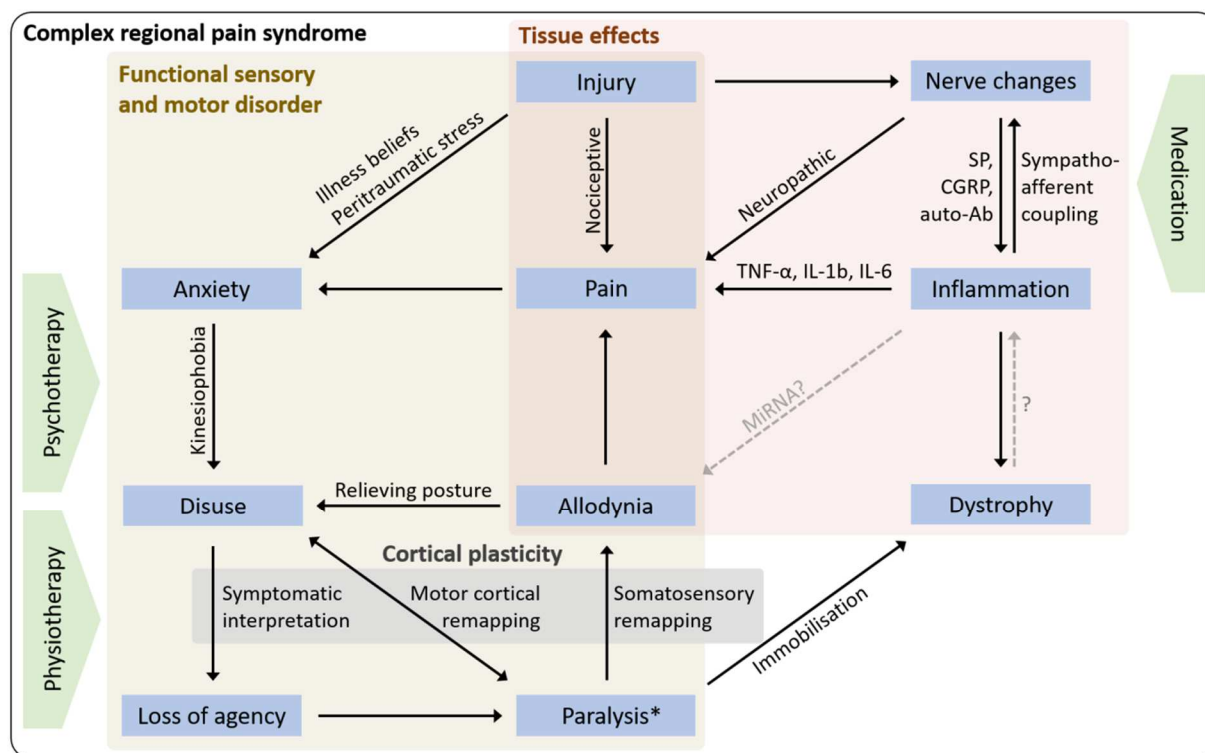 Complex regional pain syndrome
Tissue effects
Functional sensory
and motor disorder
Injury
Nerve changes
Illness beliefs
Peritraumatic stress
Nociceptive
Neuropathic
SP,
CGRP,
auto-Ab
Sympatho-
afferent
coupling
Medication
Anxiety
Pain
TNF-α, IL-1b, IL-6
Inflammation
Psychotherapy
Kinesiophobia
MiRNA?
?
Disuse
Relieving posture
Allodynia
Dystrophy
Cortical plasticity
Physiotherapy
Symptomatic
interpretation
Motor cortical
remapping
Somatosensory
remapping
Immobilisation
Loss of agency
Paralysis*